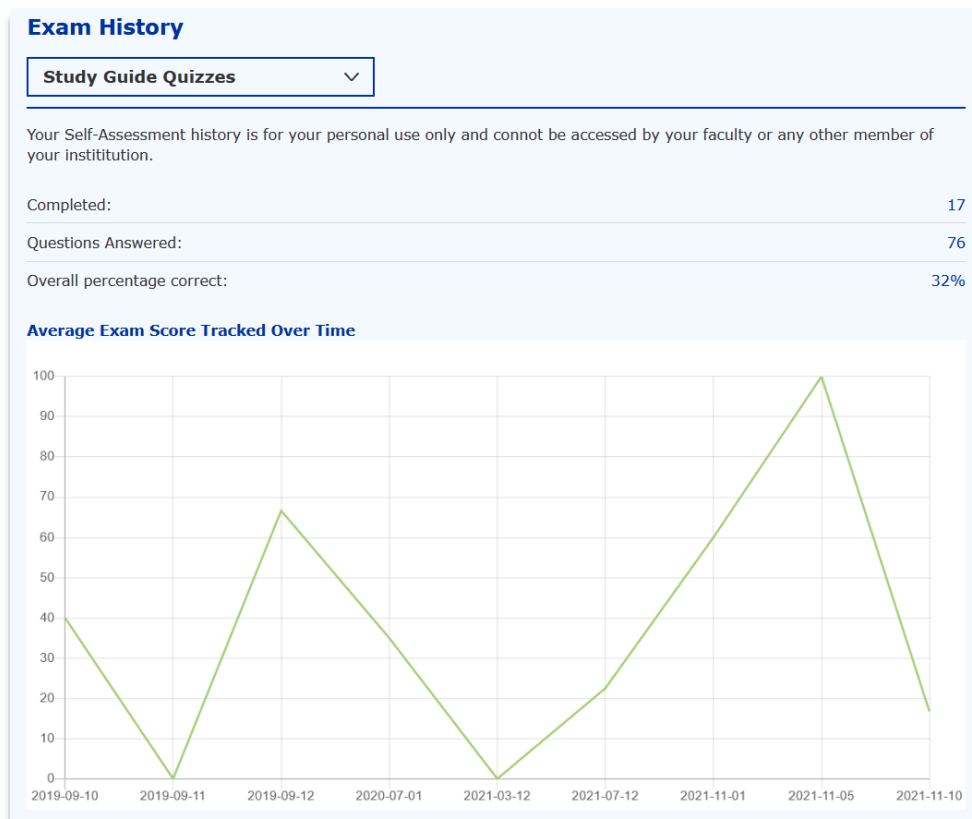 Exam History
Study Guide Quizzes
Your Self-Assessment history is for your personal use only and connot be accessed by your faculty or any other member of
your instititution.
Completed: 17
Questions Answered: 76
Overall percentage correct: 32%
Average Exam Score Tracked Over Time
100
90
80
70
60
50
40
30
20
10
0
2019-09-10 2019-09-11 2019-09-12 2020-07-01 2021-03-12 2021-07-12 2021-11-01 2021-11-05 2021-11-10